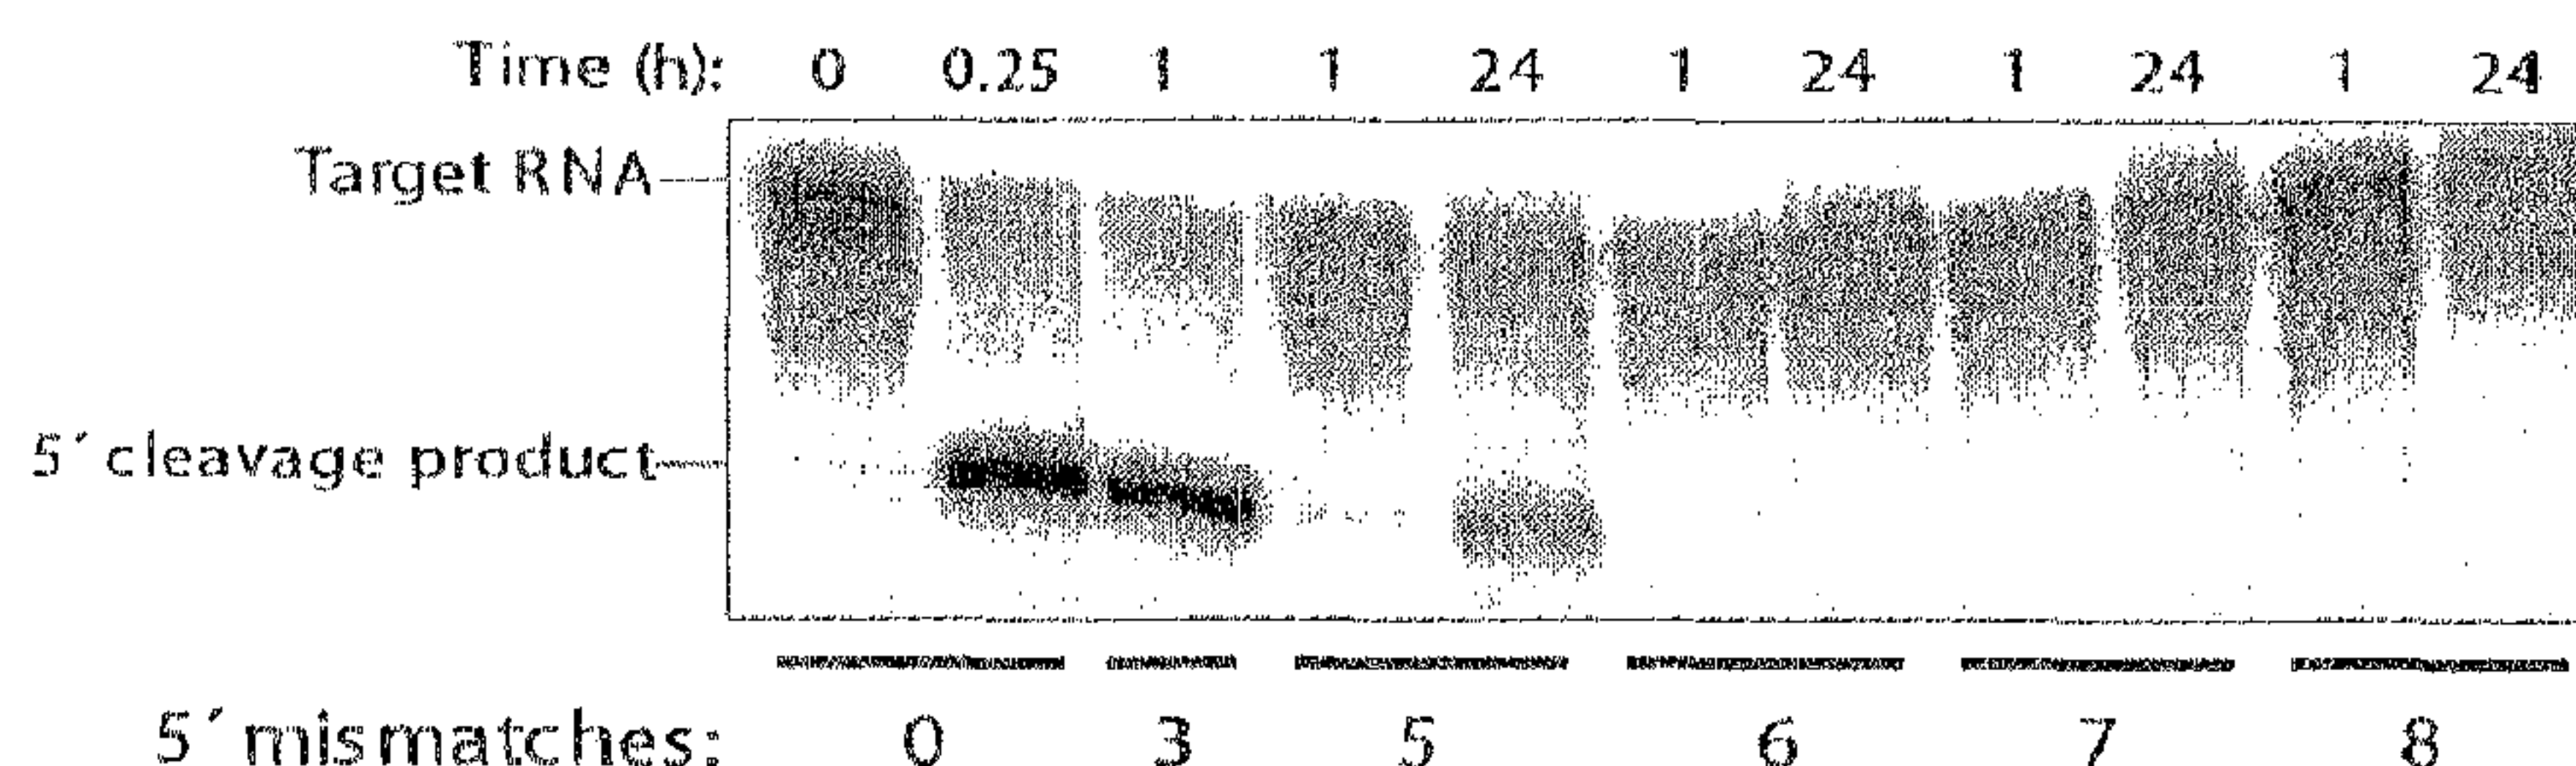 Time (h): 0 0.25 1 1 24 1 24 1 24 1 24
Target RNA
5´ cleavage product
5´ mismatches: 0 3 5 6 7 8